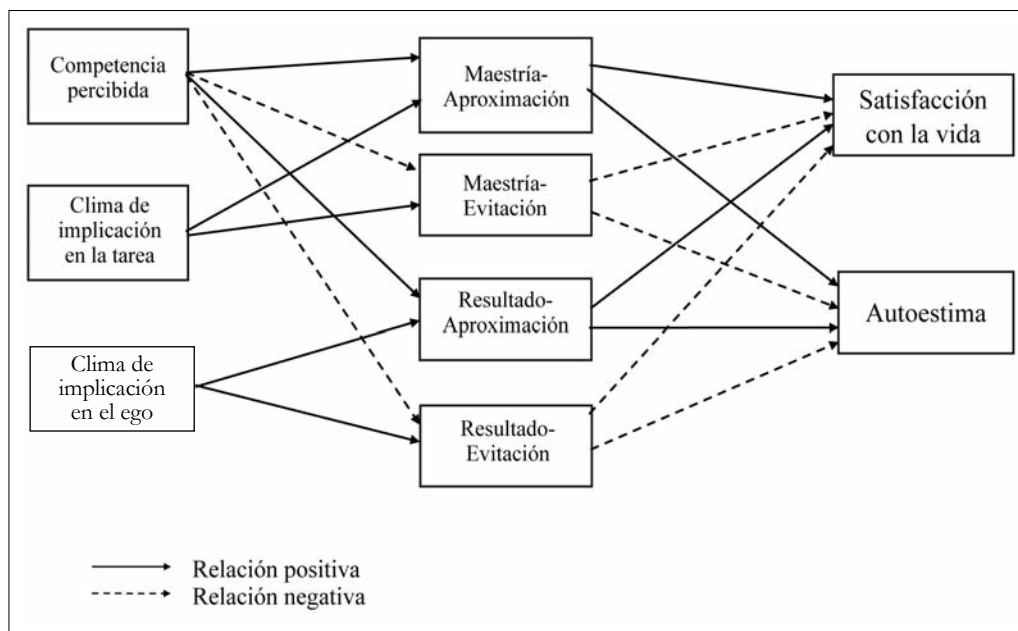 Competencia
percibida
Clima de
implicación
en la tarea
Clima de
implicación
en el ego
Maestría-
Aproximación
Maestría-
Evitación
Resultado-
Aproximación
Resultado-
Evitación
Satisfacción
con la vida
Autoestima
Relación positiva
Relación negativa